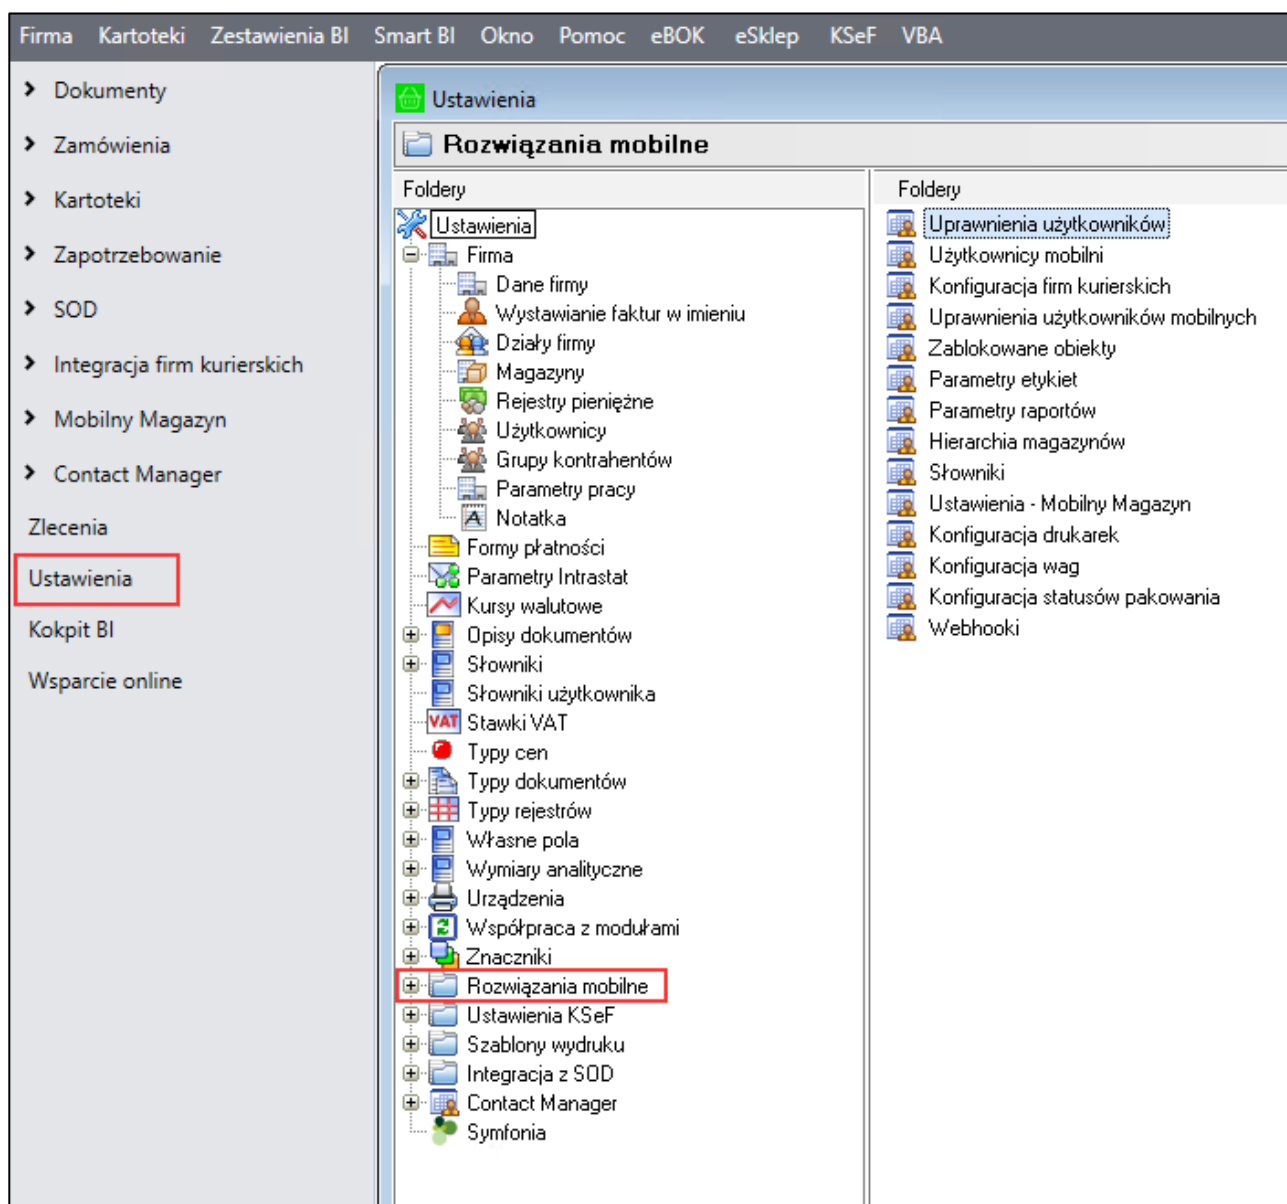 Firma Kartoteki Zestawienia BI Smart BI Okno Pomoc eBOK eSklep KSeF VBA
Dokumenty
Zamówienia
Kartoteki
Zapotrzebowanie
SOD
Integracja firm kurierskich
Mobilny Magazyn
Contact Manager
Zlecenia
Ustawienia
Kokpit BI
Wsparcie online
Ustawienia
Rozwiązania mobilne
Foldery
Ustawienia
Firma
Dane firmy
Wystawianie faktur w imieniu
Działy firmy
Magazyny
Rejestry pieniężne
Użytkownicy
Grupy kontrahentów
Parametry pracy
Notatka
Formy płatności
Parametry Intrastat
Kursy walutowe
Opisy dokumentów
Słowniki
Słowniki użytkownika
VAT Stawki VAT
Typy cen
Typy dokumentów
Typy rejestrów
Własne pola
Wymiary analityczne
Urządzenia
Współpraca z modułami
Znaczniki
Rozwiązania mobilne
Ustawienia KSeF
Szablony wydruku
Integracja z SOD
Contact Manager
Symfonia
Foldery
Uprawnienia użytkowników
Użytkownicy mobilni
Konfiguracja firm kurierskich
Uprawnienia użytkowników mobilnych
Zablokowane obiekty
Parametry etykiet
Parametry raportów
Hierarchia magazynów
Słowniki
Ustawienia - Mobilny Magazyn
Konfiguracja drukarek
Konfiguracja wag
Konfiguracja statusów pakowania
Webhooki